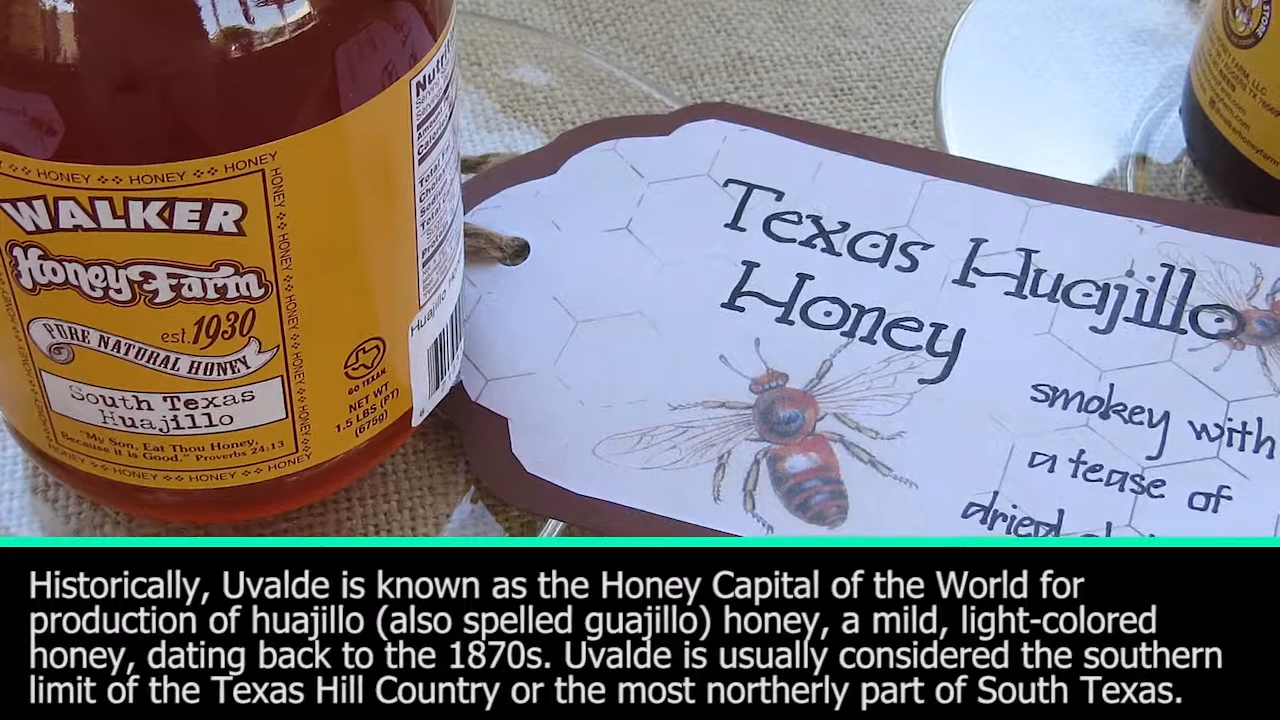 HONEY ❖❖ HONEY ❖❖ HONEY
WALKER
Honey Farm
est. 1930
PURE NATURAL HONEY
South Texas
Huajillo
"My Son, Eat Thou Honey,
Because it is Good." Proverbs 24:13
HONEY ❖❖ HONEY ❖❖ HONEY
GO TEXAN.
NET WT
1.5 LBS (PT)
(675g)
Texas Huajillo
Honey
smokey with
a tease of
dried
Historically, Uvalde is known as the Honey Capital of the World for
production of huajillo (also spelled guajillo) honey, a mild, light-colored
honey, dating back to the 1870s. Uvalde is usually considered the southern
limit of the Texas Hill Country or the most northerly part of South Texas.